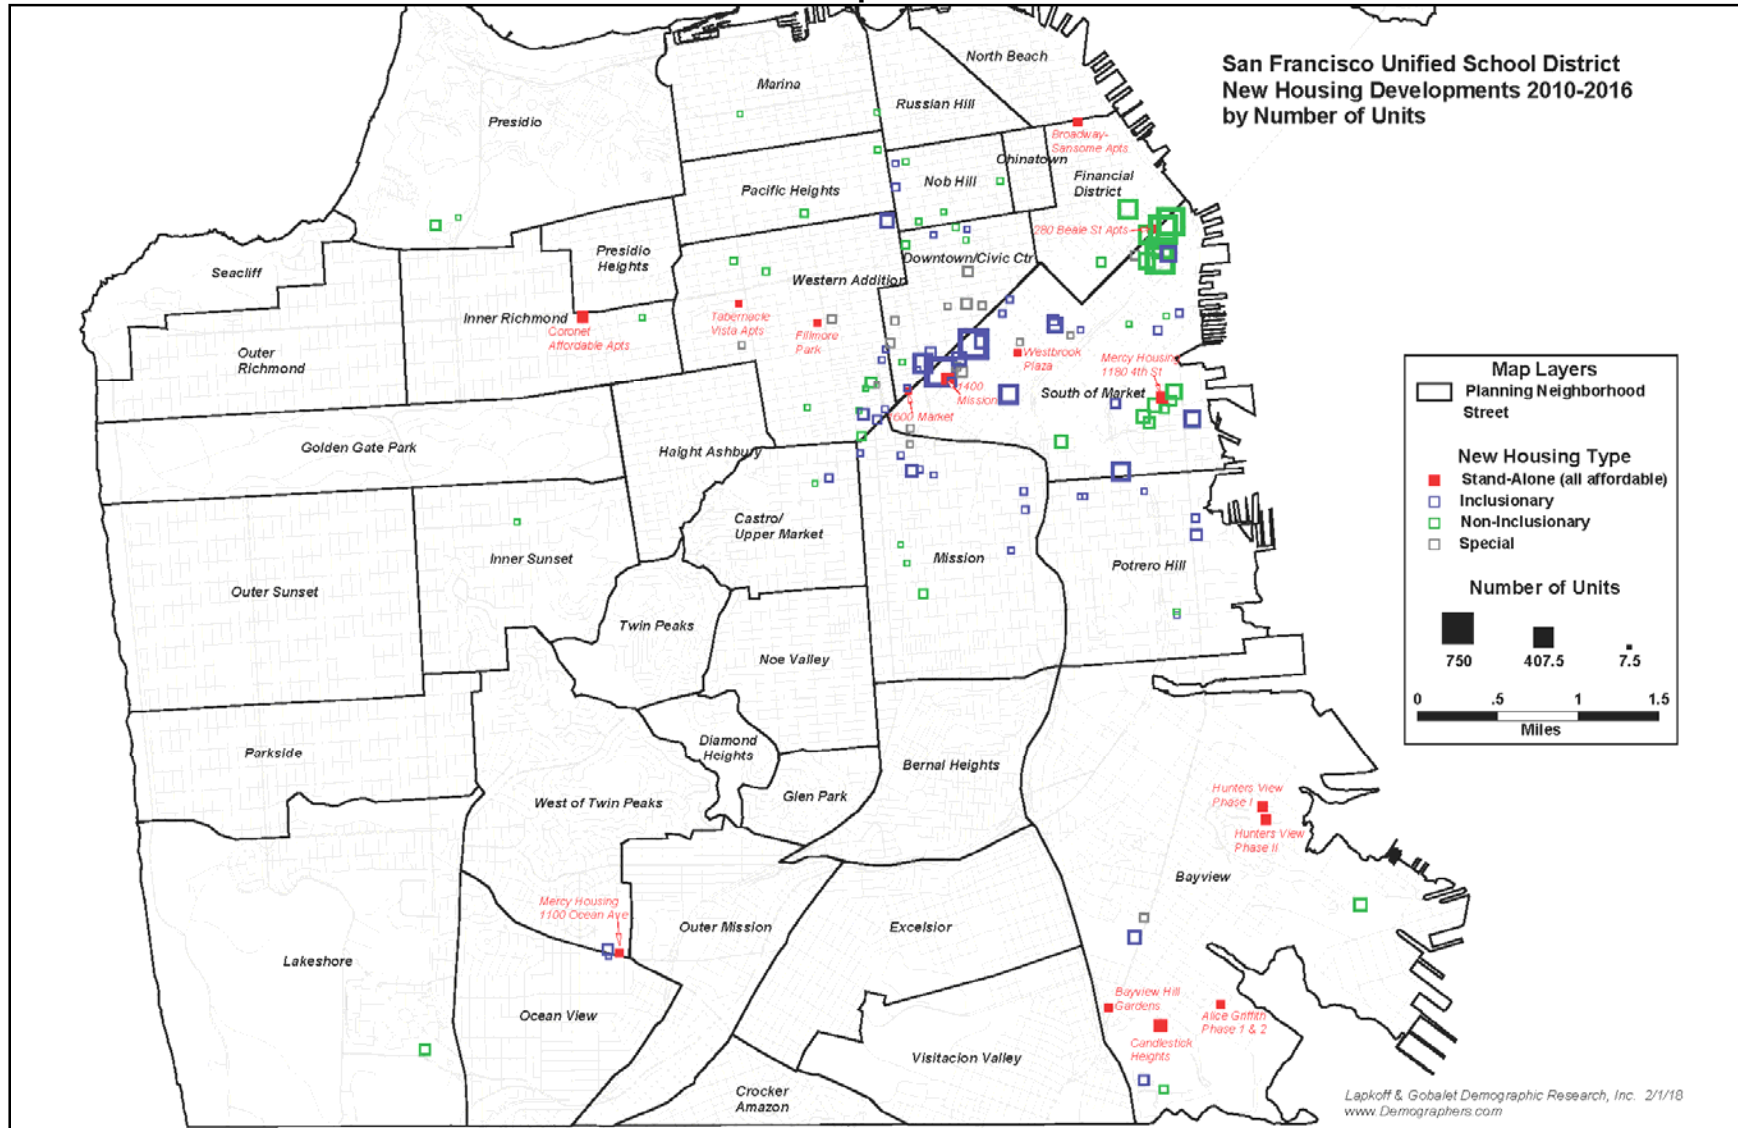 San Francisco Unified School District
New Housing Developments 2010-2016
by Number of Units
North Beach
Marina
Russian Hill
Presidio
Broadway-
Sansome Apts
Chinatown
Pacific Heights
Nob Hill
Financial
District
280 Beale St Apts
Presidio
Heights
Seacliff
Downtown/Civic Ctr
Western Addition
Inner Richmond
Coronet
Affordable Apts
Tabernacle
Vista Apts
Fillmore
Park
Outer
Richmond
Westbrook
Plaza
Mercy Housing
1180 4th St
South of Market
1400
Mission
1600 Market
Golden Gate Park
Haight Ashbury
Castro/
Upper Market
Inner Sunset
Mission
Potrero Hill
Outer Sunset
Twin Peaks
Noe Valley
Diamond
Heights
Parkside
Bernal Heights
West of Twin Peaks
Glen Park
Hunters View
Phase I
Hunters View
Phase II
Bayview
Mercy Housing
1100 Ocean Ave
Outer Mission
Excelsior
Lakeshore
Ocean View
Bayview Hill
Gardens
Alice Griffith
Phase 1 & 2
Candlestick
Heights
Visitacion Valley
Crocker
Amazon
Map Layers
Planning Neighborhood
Street
New Housing Type
Stand-Alone (all affordable)
Inclusionary
Non-Inclusionary
Special
Number of Units
750 407.5 7.5
0 .5 1 1.5
Miles
Lapkoff & Gobalet Demographic Research, Inc. 2/1/18
www.Demographers.com